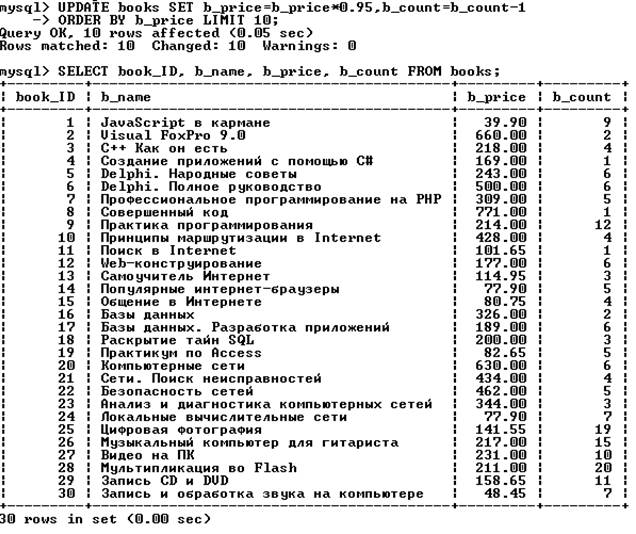 mysql> UPDATE books SET b_price=b_price*0.95,b_count=b_count-1
-> ORDER BY b_price LIMIT 10;
Query OK, 10 rows affected (0.05 sec)
Rows matched: 10 Changed: 10 Warnings: 0
mysql> SELECT book_ID, b_name, b_price, b_count FROM books;
+---------+--------+---------+---------+
| book_ID | b_name | b_price | b_count |
+---------+--------+---------+---------+
| 1 | JavaScript в кармане | 39.90 | 9 |
| 2 | Visual FoxPro 9.0 | 660.00 | 2 |
| 3 | C++ Как он есть | 218.00 | 4 |
| 4 | Создание приложений с помощью C# | 169.00 | 1 |
| 5 | Delphi. Народные советы | 243.00 | 6 |
| 6 | Delphi. Полное руководство | 500.00 | 6 |
| 7 | Профессиональное программирование на PHP | 309.00 | 5 |
| 8 | Совершенный код | 771.00 | 1 |
| 9 | Практика программирования | 214.00 | 12 |
| 10 | Принципы маршрутизации в Internet | 428.00 | 4 |
| 11 | Поиск в Internet | 101.65 | 1 |
| 12 | Web-конструирование | 177.00 | 6 |
| 13 | Самоучитель Интернет | 114.95 | 3 |
| 14 | Популярные интернет-браузеры | 77.90 | 5 |
| 15 | Общение в Интернете | 80.75 | 4 |
| 16 | Базы данных | 326.00 | 2 |
| 17 | Базы данных. Разработка приложений | 189.00 | 6 |
| 18 | Раскрытие тайн SQL | 200.00 | 3 |
| 19 | Практикум по Access | 82.65 | 5 |
| 20 | Компьютерные сети | 630.00 | 6 |
| 21 | Сети. Поиск неисправностей | 434.00 | 4 |
| 22 | Безопасность сетей | 462.00 | 5 |
| 23 | Анализ и диагностика компьютерных сетей | 344.00 | 3 |
| 24 | Локальные вычислительные сети | 77.90 | 7 |
| 25 | Цифровая фотография | 141.55 | 19 |
| 26 | Музыкальный компьютер для гитариста | 217.00 | 15 |
| 27 | Видео на ПК | 231.00 | 10 |
| 28 | Мультипликация во Flash | 211.00 | 20 |
| 29 | Запись CD и DVD | 158.65 | 11 |
| 30 | Запись и обработка звука на компьютере | 48.45 | 7 |
+---------+--------+---------+---------+
30 rows in set (0.00 sec)